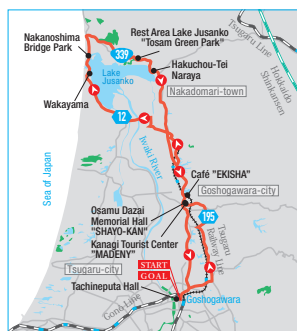 Nakanoshima
Bridge Park
Rest Area Lake Jusanko
"Tosam Green Park"
Tsugaru Line
339
Hakuchou-Tei
Naraya
Hokkaido
Shinkansen
Lake
Jusanko
Nakadomari-town
Wakayama
12
Iwaki River
Sea of Japan
Café "EKISHA"
Goshogawara-city
Osamu Dazai
Memorial Hall
"SHAYO-KAN"
195
Kanagi Tourist Center
"MADENY"
Tsugaru
Railway Line
Tsugaru-city
START
GOAL
Tachineputa Hall
Goshogawara
Gono Line